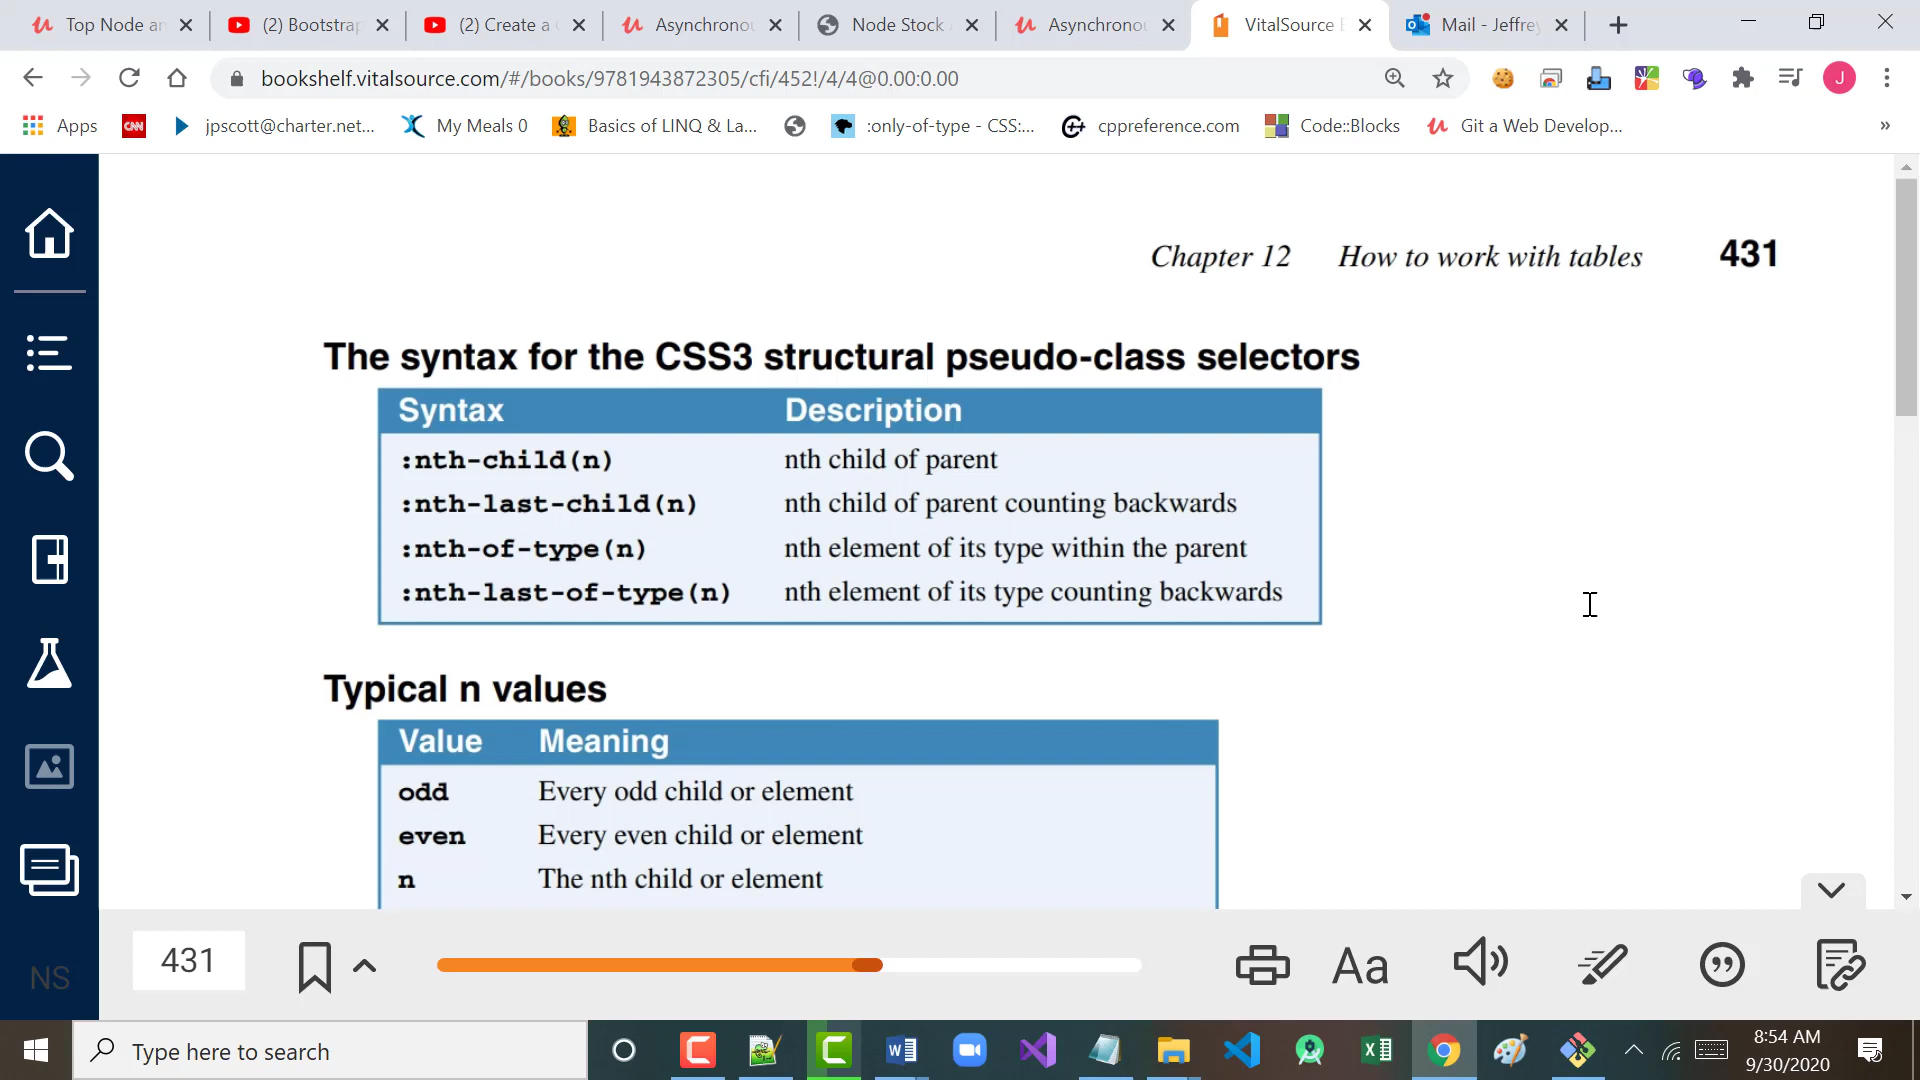 Top Node an
(2) Bootstrap
(2) Create a
Asynchronou
Node Stock
Asynchronou
VitalSource
Mail - Jeffrey
bookshelf.vitalsource.com/#/books/9781943872305/cfi/452!/4/4@0.00:0.00
J
Apps
CNN
jpscott@charter.net...
My Meals 0
Basics of LINQ & La...
:only-of-type - CSS:...
cppreference.com
Code::Blocks
Git a Web Develop...
»
Chapter 12 How to work with tables 431
The syntax for the CSS3 structural pseudo-class selectors
Syntax Description
:nth-child(n) nth child of parent
:nth-last-child(n) nth child of parent counting backwards
:nth-of-type(n) nth element of its type within the parent
:nth-last-of-type(n) nth element of its type counting backwards
Typical n values
Value Meaning
odd Every odd child or element
even Every even child or element
n The nth child or element
431
NS
Aa
Type here to search
8:54 AM
9/30/2020